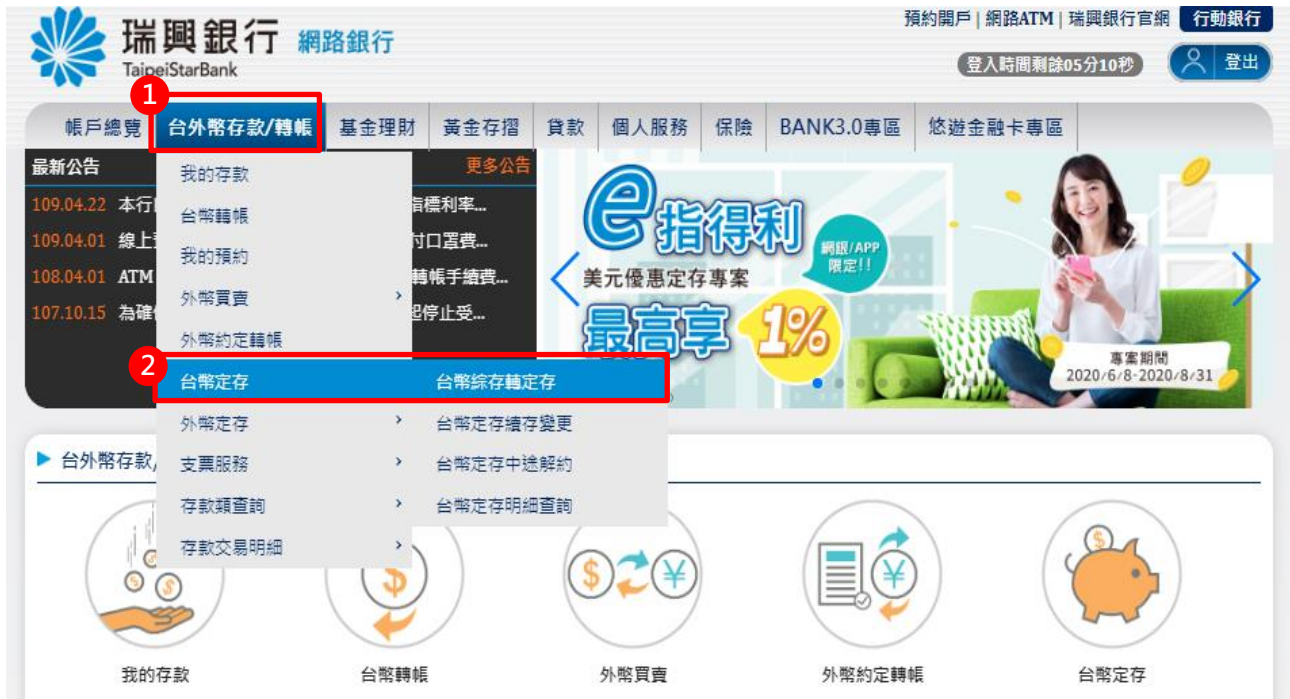 預約開戶 | 網路ATM | 瑞興銀行官網 行動銀行
瑞興銀行 網路銀行
TaipeiStarBank
登入時間剩餘05分10秒 登出
1
帳戶總覽 台外幣存款/轉帳 基金理財 黃金存摺 貸款 個人服務 保險 BANK3.0專區 悠遊金融卡專區
最新公告 更多公告
109.04.22 本行 指標利率...
109.04.01 線上 付口罩費...
108.04.01 ATM 轉帳手續費...
107.10.15 為確 停止受...
我的存款
台幣轉帳
我的預約
外幣買賣 ›
外幣約定轉帳
2
台幣定存 台幣綜存轉定存
外幣定存 › 台幣定存續存變更
支票服務 › 台幣定存中途解約
存款類查詢 › 台幣定存明細查詢
存款交易明細 ›
e指得利
網銀/APP
限定!!
美元優惠定存專案
最高享 1%
專案期間
2020/6/8-2020/8/31
台外幣存款/
我的存款 台幣轉帳 外幣買賣 外幣約定轉帳 台幣定存